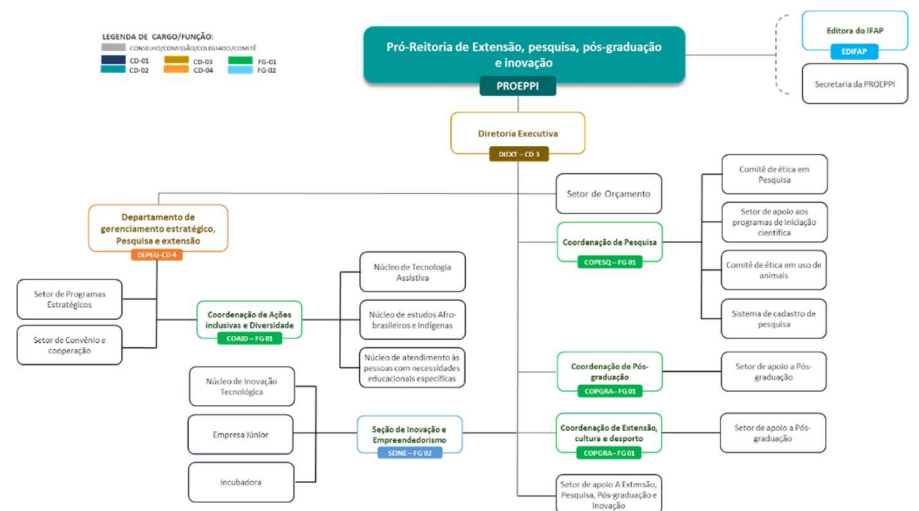 LEGENDA DE CARGO/FUNÇÃO:
CONSELHO/COMISSÃO/COLEGIADO/COMITÊ
CD-01
CD-03
FG-01
CD-02
CD-04
FG-02
Pró-Reitoria de Extensão, pesquisa, pós-graduação
e inovação
PROEPPI
Editora do IFAP
EDIFAP
Secretaria da PROEPPI
Diretoria Executiva
DIEXT – CD 3
Setor de Orçamento
Departamento de
gerenciamento estratégico,
Pesquisa e extensão
DEPEG-CD 4
Coordenação de Pesquisa
COPESQ – FG 01
Comitê de ética em
Pesquisa
Setor de apoio aos
programas de iniciação
científica
Comitê de ética em uso de
animais
Sistema de cadastro de
pesquisa
Setor de Programas
Estratégicos
Setor de Convênio e
cooperação
Coordenação de Ações
inclusivas e Diversidade
COAID – FG 01
Núcleo de Tecnologia
Assistiva
Núcleo de estudos Afro-
brasileiros e indígenas
Núcleo de atendimento às
pessoas com necessidades
educacionais específicas
Coordenação de Pós-
graduação
COPGRA– FG 01
Setor de apoio a Pós-
graduação
Núcleo de Inovação
Tecnológica
Empresa Júnior
Incubadora
Seção de Inovação e
Empreendedorismo
SEINE – FG 02
Coordenação de Extensão,
cultura e desporto
COPGRA– FG 01
Setor de apoio a Pós-
graduação
Setor de apoio A Extensão,
Pesquisa, Pós-graduação e
Inovação